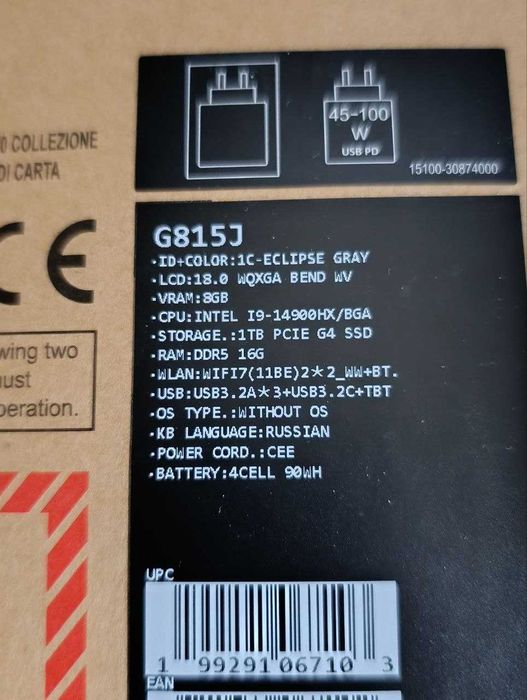 45-100
W
USB PD
15100-30874000
COLLEZIONE
DI CARTA
CE
wing two
must
peration.
G815J
·ID+COLOR:1C-ECLIPSE GRAY
·LCD:18.0 WQXGA BEND WV
·VRAM:8GB
·CPU:INTEL I9-14900HX/BGA
·STORAGE.:1TB PCIE G4 SSD
·RAM:DDR5 16G
·WLAN:WIFI7(11BE)2*2_WW+BT.
·USB:USB3.2A*3+USB3.2C+TBT
·OS TYPE.:WITHOUT OS
·KB LANGUAGE:RUSSIAN
·POWER CORD.:CEE
·BATTERY:4CELL 90WH
UPC
1 99291 06710 3
EAN